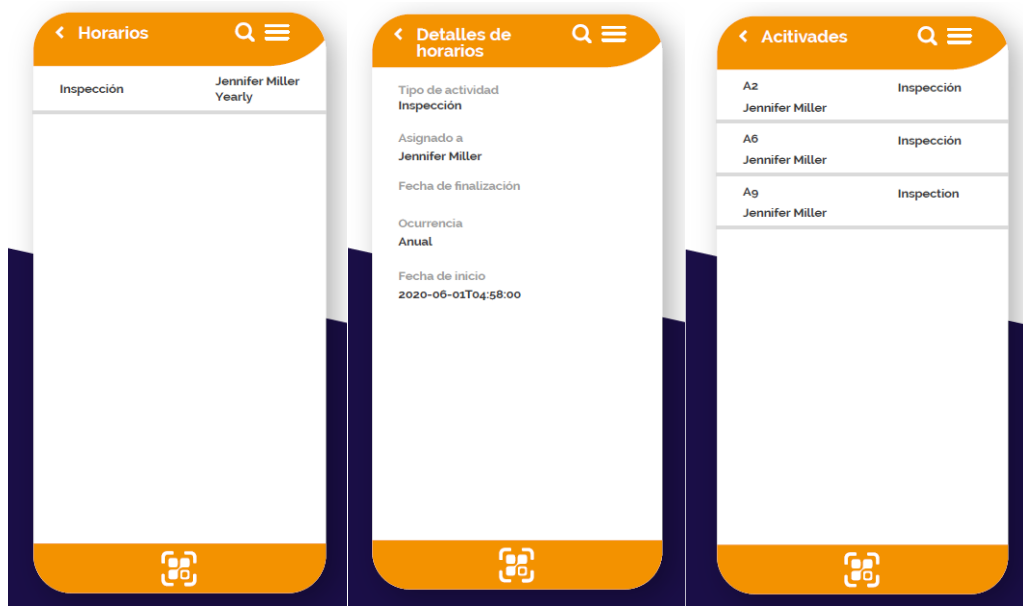 Horarios
Inspección
Jennifer Miller
Yearly
Detalles de
horarios
Tipo de actividad
Inspección
Asignado a
Jennifer Miller
Fecha de finalización
Ocurrencia
Anual
Fecha de inicio
2020-06-01T04:58:00
Acitivades
A2
Inspección
Jennifer Miller
A6
Inspección
Jennifer Miller
A9
Inspection
Jennifer Miller